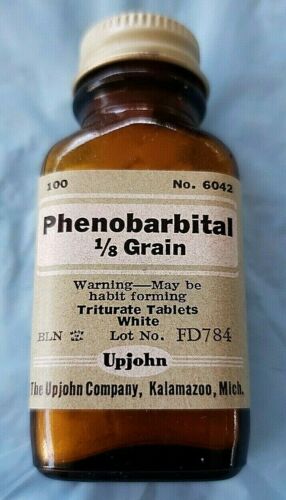 100 No. 6042
Phenobarbital
1/8 Grain
Warning—May be
habit forming
Triturate Tablets
White
BLN Lot No. FD784
Upjohn
The Upjohn Company, Kalamazoo, Mich.